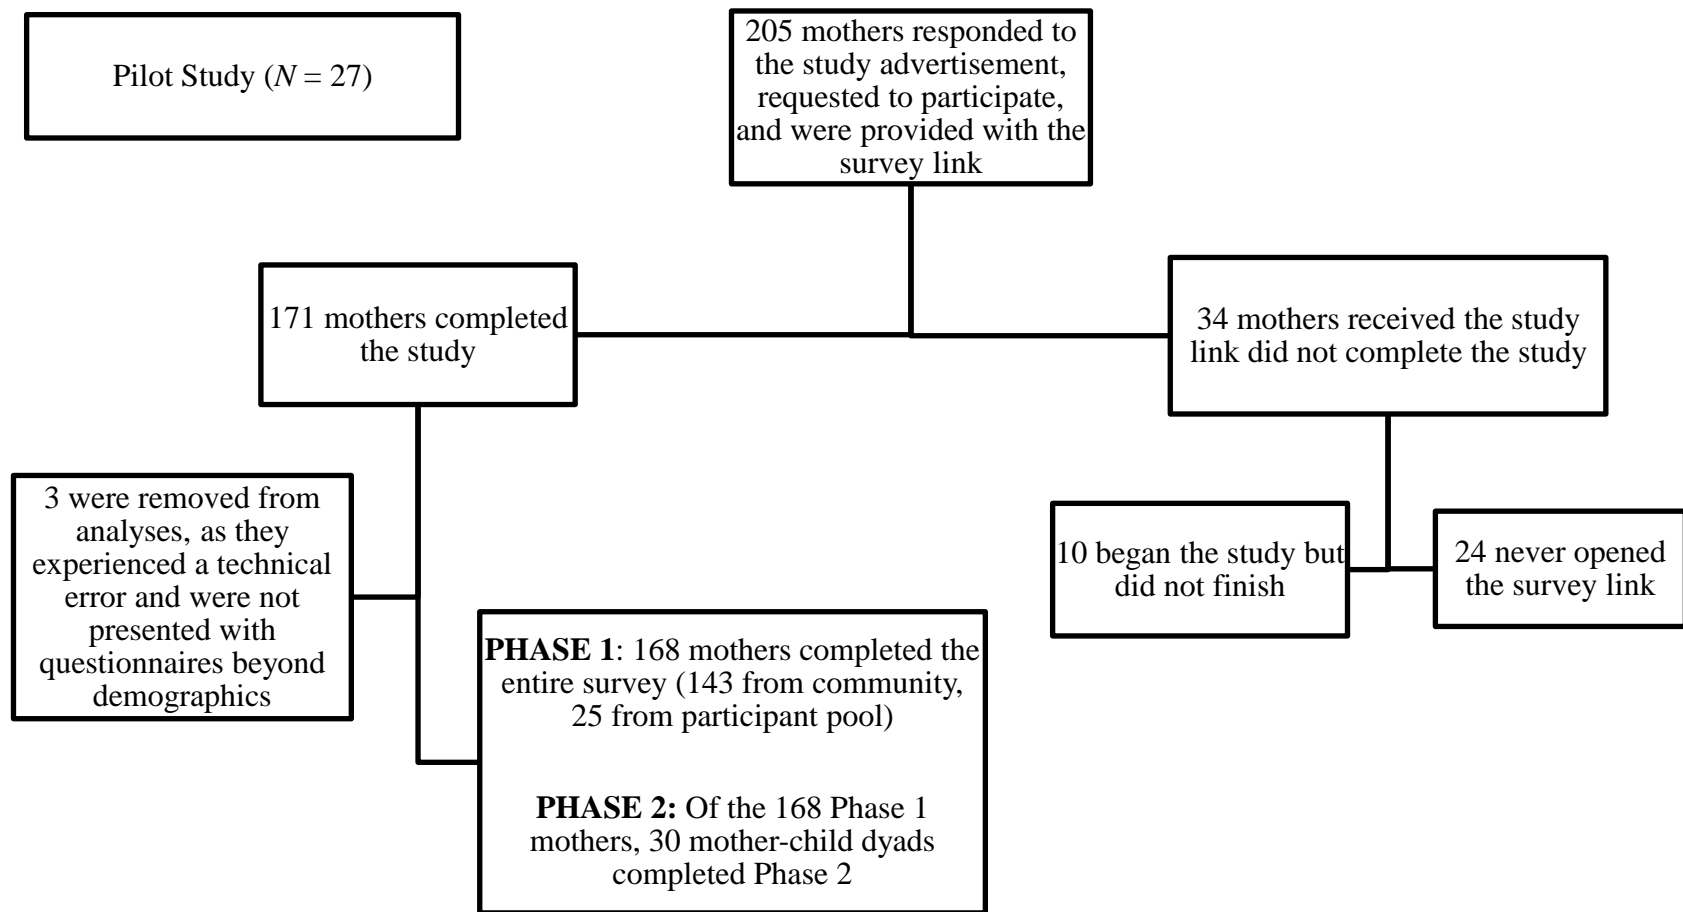 Pilot Study (N = 27)
205 mothers responded to
the study advertisement,
requested to participate,
and were provided with the
survey link
171 mothers completed
the study
34 mothers received the study
link did not complete the study
3 were removed from
analyses, as they
experienced a technical
error and were not
presented with
questionnaires beyond
demographics
10 began the study but
did not finish
24 never opened
the survey link
PHASE 1: 168 mothers completed the
entire survey (143 from community,
25 from participant pool)
PHASE 2: Of the 168 Phase 1
mothers, 30 mother-child dyads
completed Phase 2